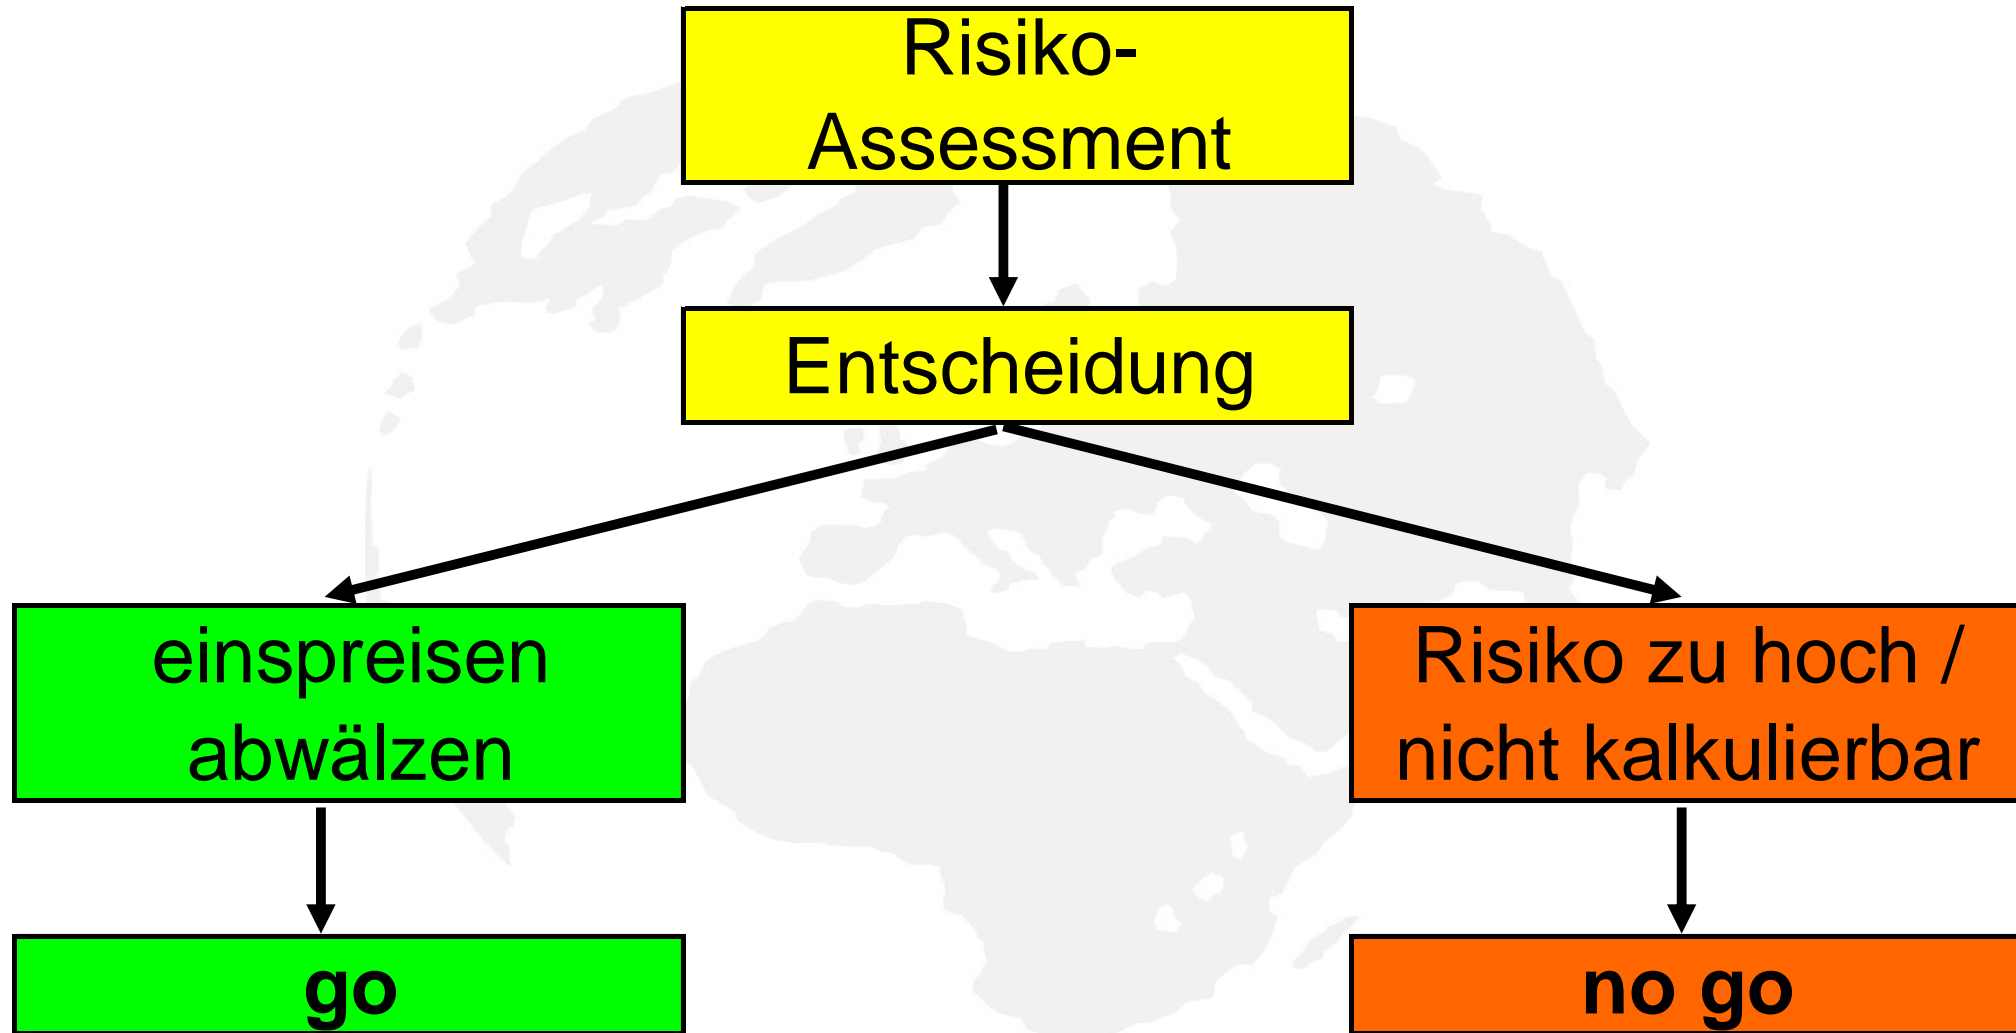 Risiko-
Assessment
Entscheidung
einspreisen
abwälzen
Risiko zu hoch /
nicht kalkulierbar
go
no go